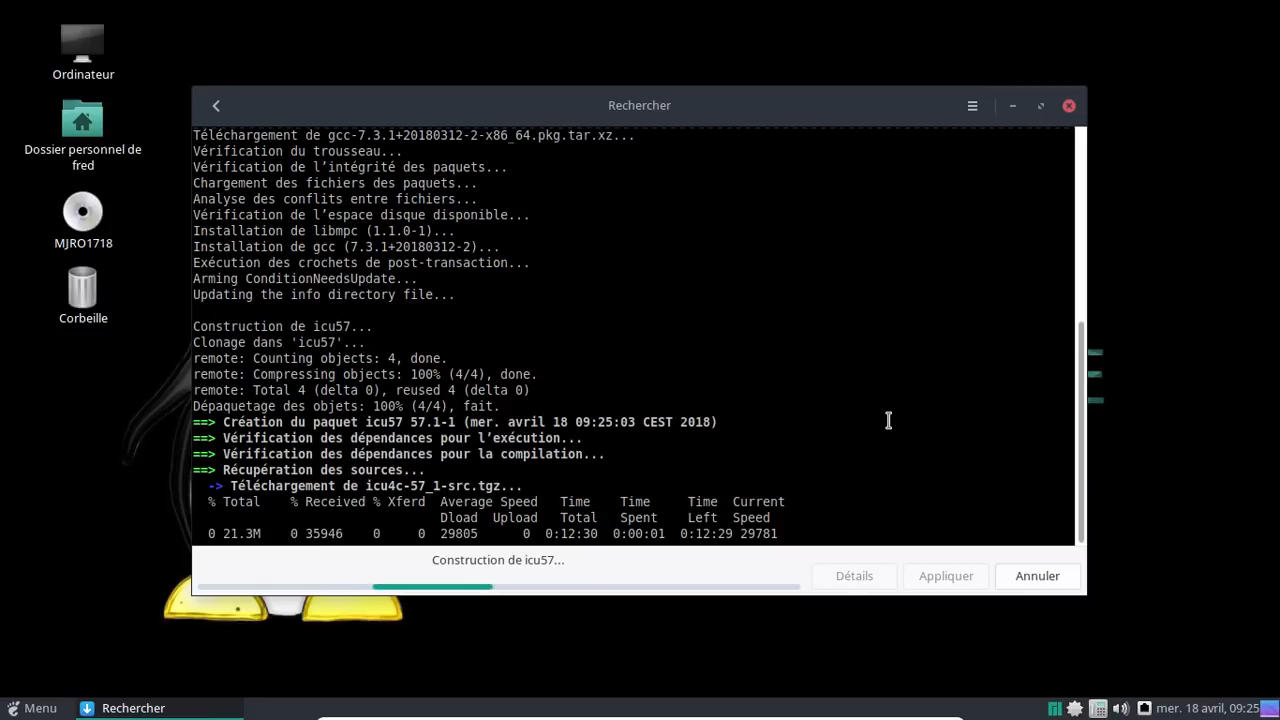 Ordinateur
Dossier personnel de
fred
MJRO1718
Corbeille
Rechercher
Téléchargement de gcc-7.3.1+20180312-2-x86_64.pkg.tar.xz...
Vérification du trousseau...
Vérification de l’intégrité des paquets...
Chargement des fichiers des paquets...
Analyse des conflits entre fichiers...
Vérification de l’espace disque disponible...
Installation de libmpc (1.1.0-1)...
Installation de gcc (7.3.1+20180312-2)...
Exécution des crochets de post-transaction...
Arming ConditionNeedsUpdate...
Updating the info directory file...
Construction de icu57...
Clonage dans 'icu57'...
remote: Counting objects: 4, done.
remote: Compressing objects: 100% (4/4), done.
remote: Total 4 (delta 0), reused 4 (delta 0)
Dépaquetage des objets: 100% (4/4), fait.
==> Création du paquet icu57 57.1-1 (mer. avril 18 09:25:03 CEST 2018)
==> Vérification des dépendances pour l’exécution...
==> Vérification des dépendances pour la compilation...
==> Récupération des sources...
-> Téléchargement de icu4c-57_1-src.tgz...
% Total % Received % Xferd Average Speed Time Time Time Current
Dload Upload Total Spent Left Speed
0 21.3M 0 35946 0 0 29805 0 0:12:30 0:00:01 0:12:29 29781
Construction de icu57...
Détails
Appliquer
Annuler
Menu
Rechercher
mer. 18 avril, 09:25